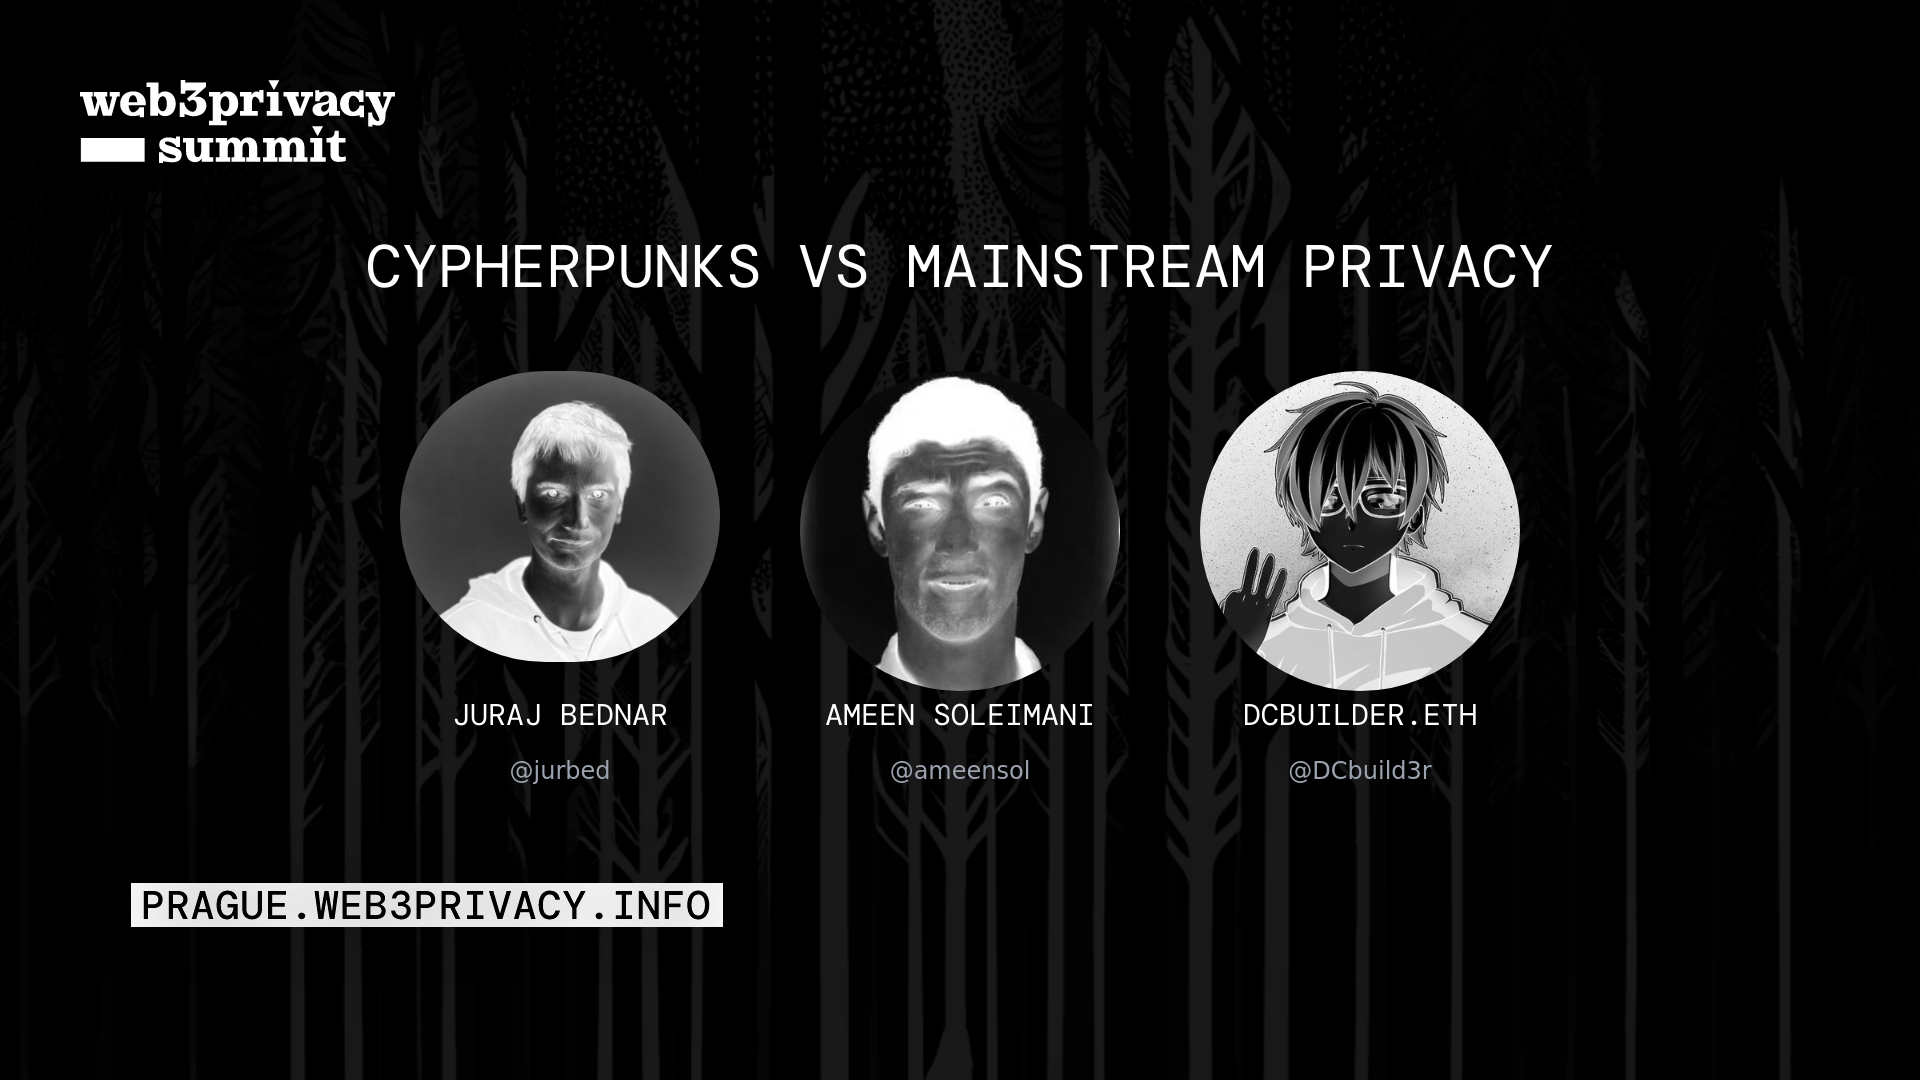 web3privacy
summit
CYPHERPUNKS VS MAINSTREAM PRIVACY
JURAJ BEDNAR
@jurbed
AMEEN SOLEIMANI
@ameensol
DCBUILDER.ETH
@DCbuild3r
PRAGUE.WEB3PRIVACY.INFO